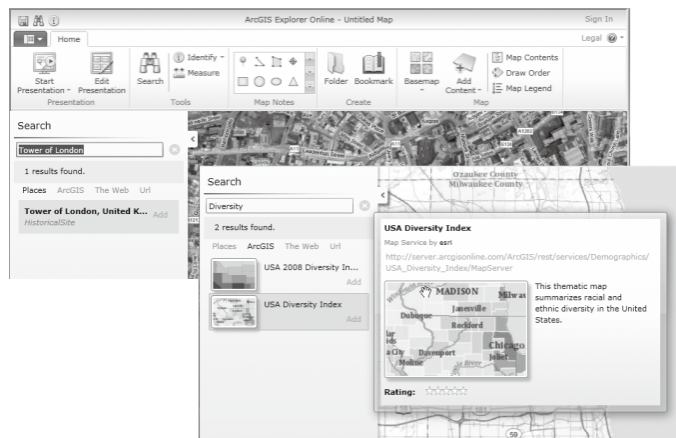 ArcGIS Explorer Online - Untitled Map
Sign In
Home
Legal
Start Presentation
Edit Presentation
Presentation
Search
Identify
Measure
Tools
Map Notes
Folder
Bookmark
Create
Basemap
Add Content
Map Contents
Draw Order
Map Legend
Map
Search
Tower of London
1 results found.
Places ArcGIS The Web Url
Tower of London, United K...
Add
HistoricalSite
A1202
Search
Diversity
2 results found.
Places ArcGIS The Web Url
USA 2008 Diversity In...
Add
USA Diversity Index
Add
Ozaukee County
Milwaukee County
USA Diversity Index
Map Service by esri
http://server.arcgisonline.com/ArcGIS/rest/services/Demographics/
USA_Diversity_Index/MapServer
This thematic map
summarizes racial and
ethnic diversity in the United
States.
MADISON
Milwau
Dubuque
Janesville
Rockford
Chicago
Davenport
Joliet
Moline
Rating:
59